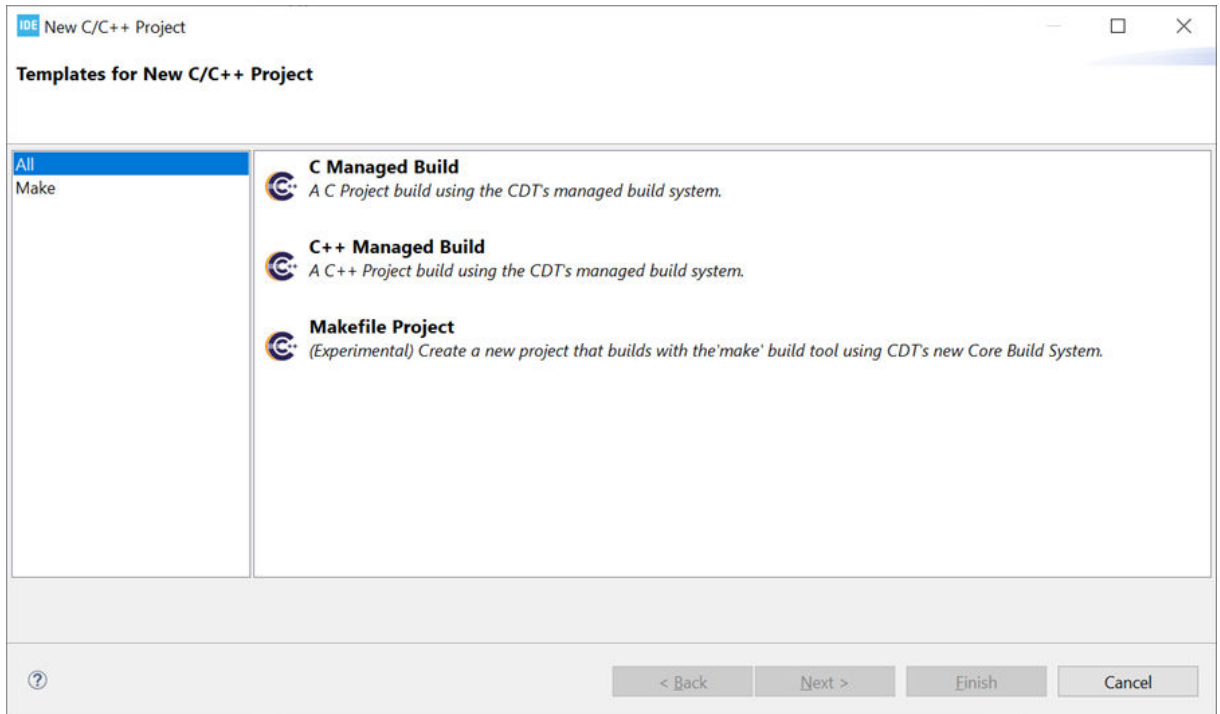 IDE New C/C++ Project
Templates for New C/C++ Project
All
Make
C Managed Build
A C Project build using the CDT's managed build system.
C++ Managed Build
A C++ Project build using the CDT's managed build system.
Makefile Project
(Experimental) Create a new project that builds with the'make' build tool using CDT's new Core Build System.
? < Back Next > Finish Cancel